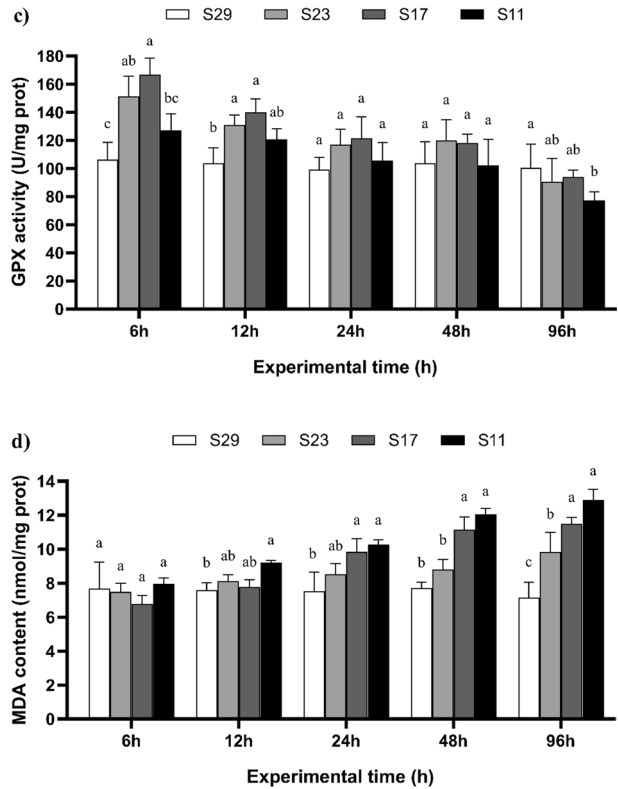 c)
S29 S23 S17 S11
GPX activity (U/mg prot)
180
160
140
120
100
80
60
40
20
0
c ab a bc
b a a ab
a a a a
a a a a
a ab ab b
6h 12h 24h 48h 96h
Experimental time (h)
d)
S29 S23 S17 S11
MDA content (nmol/mg prot)
14
12
10
8
6
4
2
0
a a a a
b ab ab a
b ab a a
b b a a
c b a a
6h 12h 24h 48h 96h
Experimental time (h)